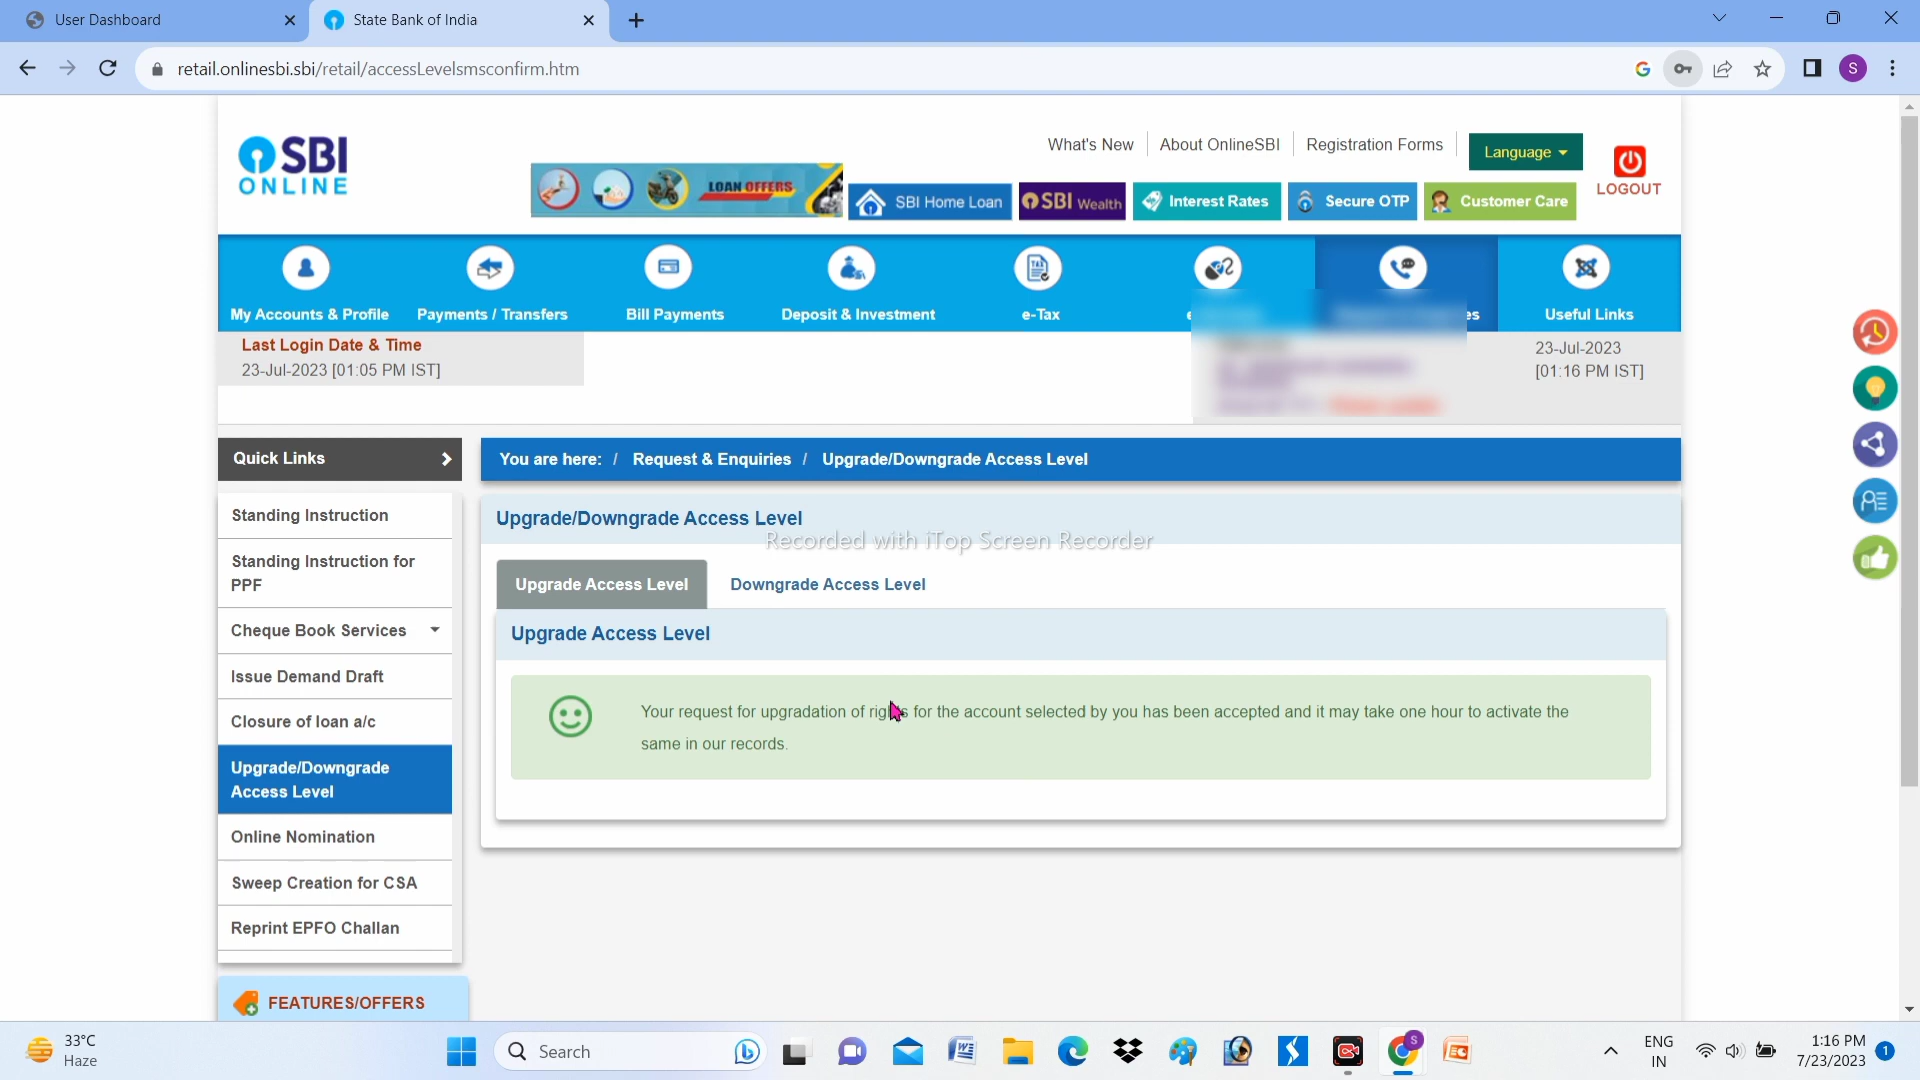 User Dashboard
State Bank of India
retail.onlinesbi.sbi/retail/accessLevelsmsconfirm.htm
S
SBI
ONLINE
What's New
About OnlineSBI
Registration Forms
Language
LOGOUT
LOAN OFFERS
SBI Home Loan
SBI Wealth
Interest Rates
Secure OTP
Customer Care
My Accounts & Profile
Payments / Transfers
Bill Payments
Deposit & Investment
e-Tax
Useful Links
Last Login Date & Time
23-Jul-2023 [01:05 PM IST]
23-Jul-2023
[01:16 PM IST]
Quick Links
You are here: / Request & Enquiries / Upgrade/Downgrade Access Level
Standing Instruction
Standing Instruction for
PPF
Cheque Book Services
Issue Demand Draft
Closure of loan a/c
Upgrade/Downgrade
Access Level
Online Nomination
Sweep Creation for CSA
Reprint EPFO Challan
FEATURES/OFFERS
Upgrade/Downgrade Access Level
Recorded with iTop Screen Recorder
Upgrade Access Level
Downgrade Access Level
Upgrade Access Level
Your request for upgradation of rights for the account selected by you has been accepted and it may take one hour to activate the
same in our records.
33°C
Haze
Search
ENG
IN
1:16 PM
7/23/2023
1